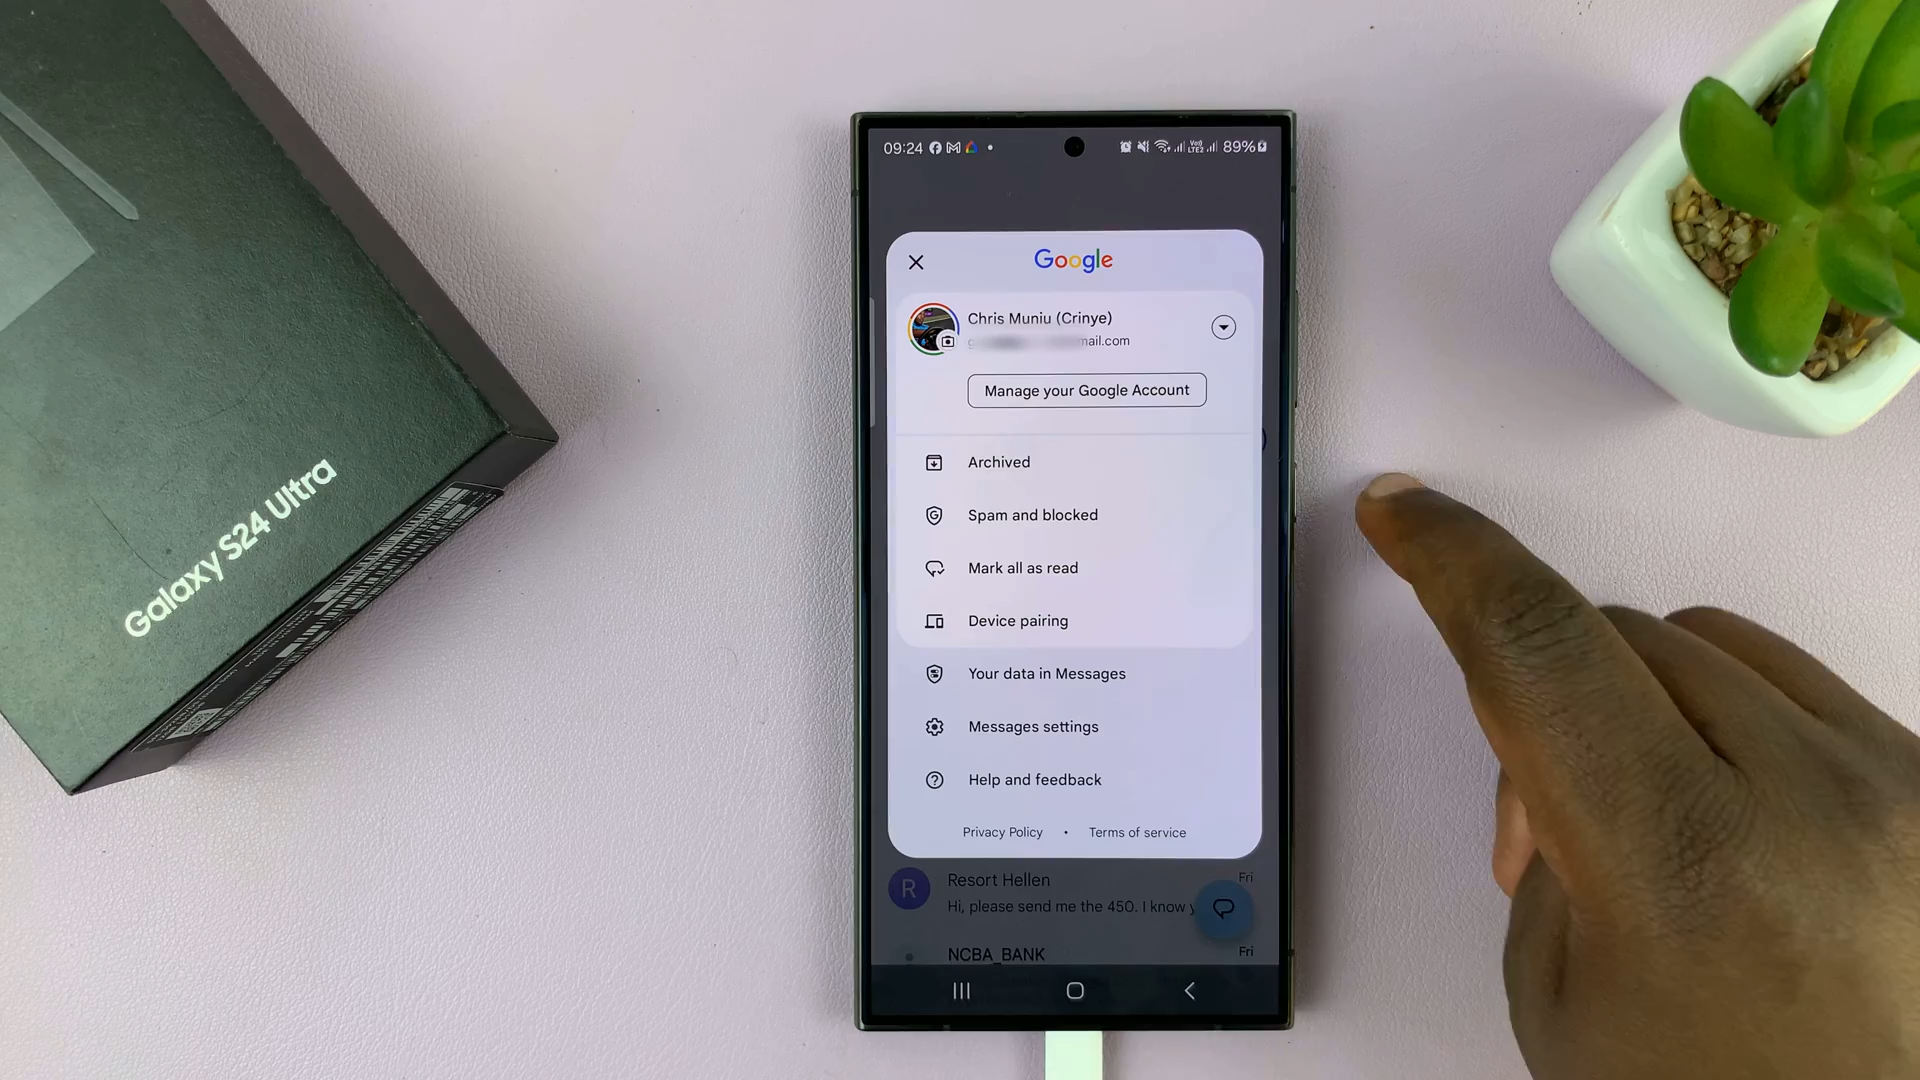 Galaxy S24 Ultra
09:24
89%
Google
Chris Muniu (Crinye)
mail.com
Manage your Google Account
Archived
Spam and blocked
Mark all as read
Device pairing
Your data in Messages
Messages settings
Help and feedback
Privacy Policy • Terms of service
R
Resort Hellen
Fri
Hi, please send me the 450. I know y
NCBA_BANK
Fri